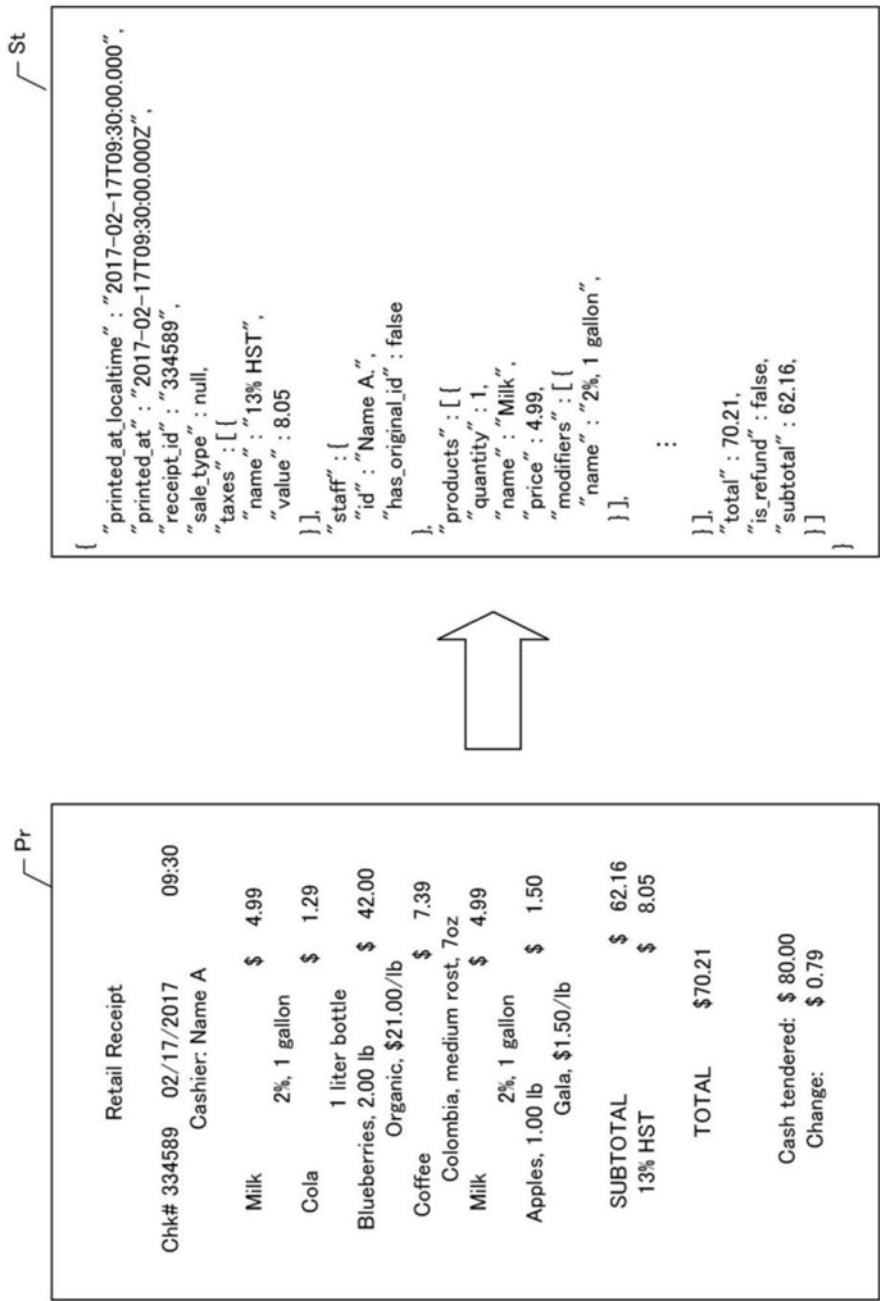 Pr
Retail Receipt
Chk# 334589 02/17/2017 09:30
Cashier: Name A
Milk $ 4.99
2%, 1 gallon
Cola $ 1.29
1 liter bottle
Blueberries, 2.00 lb $ 42.00
Organic, $21.00/lb
Coffee $ 7.39
Colombia, medium rost, 7oz
Milk $ 4.99
2%, 1 gallon
Apples, 1.00 lb $ 1.50
Gala, $1.50/lb
SUBTOTAL $ 62.16
13% HST $ 8.05
TOTAL $70.21
Cash tendered: $ 80.00
Change: $ 0.79
St
{
"printed_at_localtime" : "2017-02-17T09:30:00.000",
"printed_at" : "2017-02-17T09:30:00.000Z",
"receipt_id" : "334589",
"sale_type" : null,
"taxes" : [ {
"name" : "13% HST",
"value" : 8.05
} ],
"staff" : {
"id" : "Name A.",
"has_original_id" : false
},
"products" : [ {
"quantity" : 1,
"name" : "Milk",
"price" : 4.99,
"modifiers" : [ {
"name" : "2%, 1 gallon",
} ],
...
} ],
"total" : 70.21,
"is_refund" : false,
"subtotal" : 62.16,
} ]
}